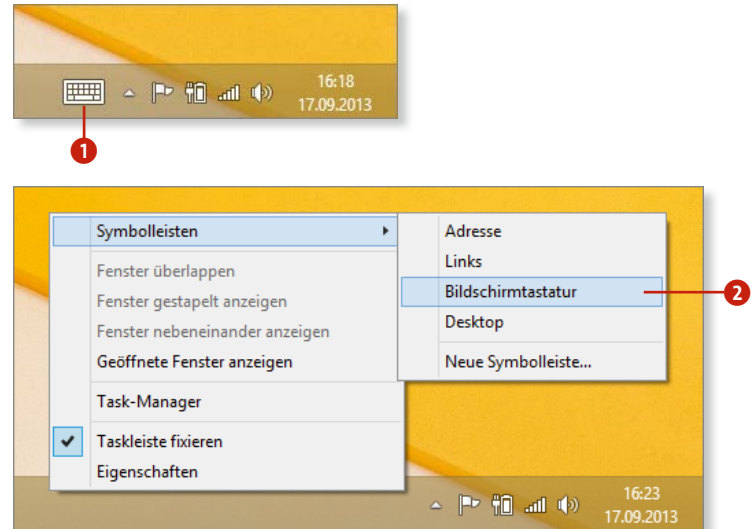 16:18
17.09.2013
1
Symbolleisten
Fenster überlappen
Fenster gestapelt anzeigen
Fenster nebeneinander anzeigen
Geöffnete Fenster anzeigen
Task-Manager
Taskleiste fixieren
Eigenschaften
Adresse
Links
Bildschirmtastatur
2
Desktop
Neue Symbolleiste...
16:23
17.09.2013